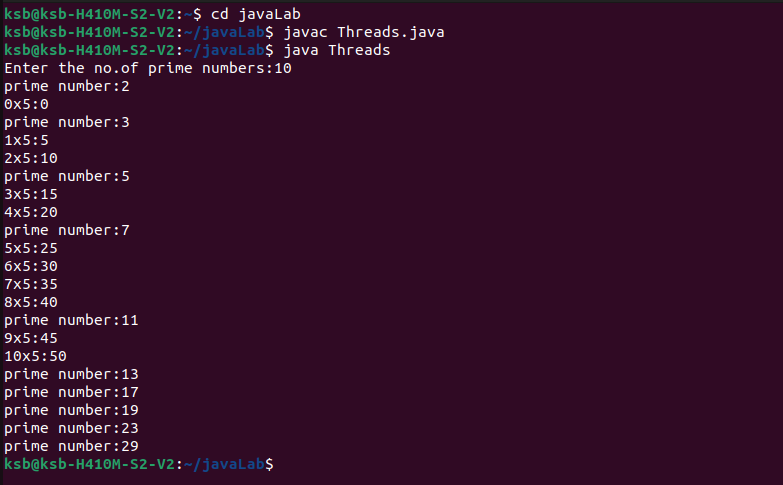 ksb@ksb-H410M-S2-V2:~$ cd javaLab
ksb@ksb-H410M-S2-V2:~/javaLab$ javac Threads.java
ksb@ksb-H410M-S2-V2:~/javaLab$ java Threads
Enter the no.of prime numbers:10
prime number:2
0x5:0
prime number:3
1x5:5
2x5:10
prime number:5
3x5:15
4x5:20
prime number:7
5x5:25
6x5:30
7x5:35
8x5:40
prime number:11
9x5:45
10x5:50
prime number:13
prime number:17
prime number:19
prime number:23
prime number:29
ksb@ksb-H410M-S2-V2:~/javaLab$